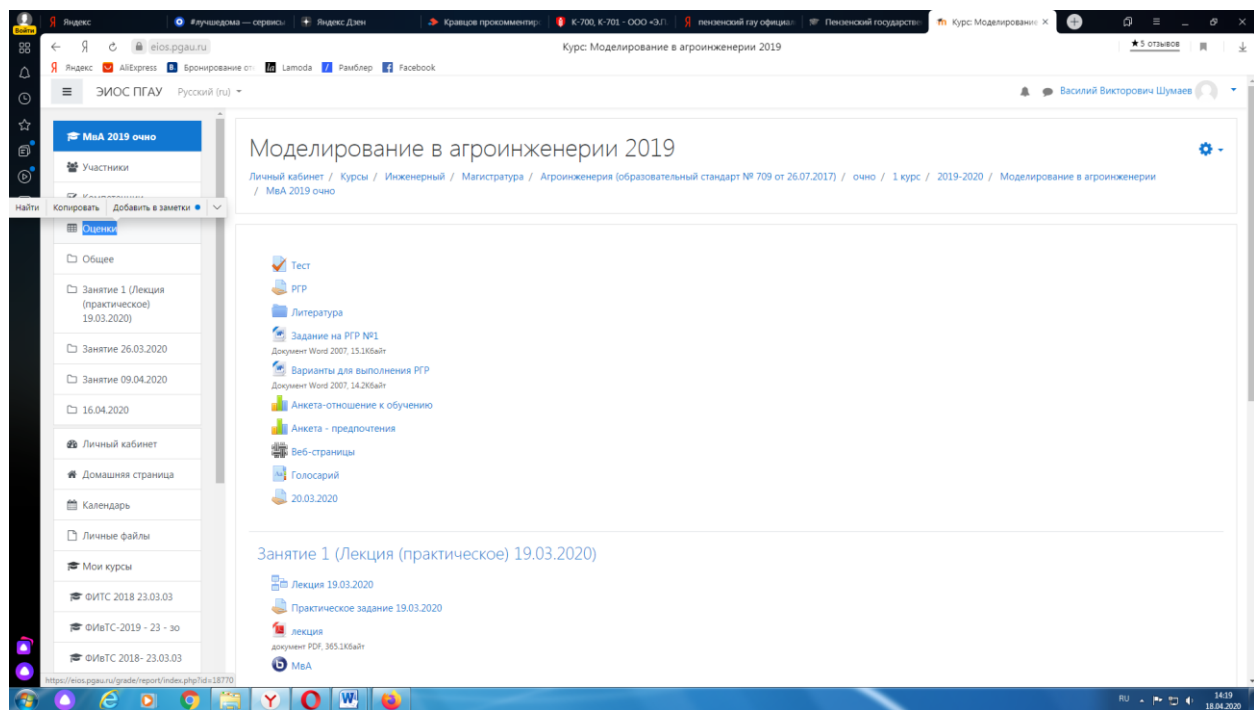 Войти
Яндекс
#лучшедома — сервисы
Яндекс.Дзен
Кравцов прокомментир
К-700, К-701 - ООО «Э.П.
пензенский гау официал
Пензенский государстве
Курс: Моделирование
eios.pgau.ru
Курс: Моделирование в агроинженерии 2019
★ 5 отзывов
Яндекс
AliExpress
Бронирование от
Lamoda
Рамблер
Facebook
ЭИОС ПГАУ
Русский (ru)
Василий Викторович Шумаев
МвА 2019 очно
Участники
Компетенции
Найти
Копировать
Добавить в заметки
Оценки
Общее
Занятие 1 (Лекция
(практическое)
19.03.2020)
Занятие 26.03.2020
Занятие 09.04.2020
16.04.2020
Личный кабинет
Домашняя страница
Календарь
Личные файлы
Мои курсы
ФИТС 2018 23.03.03
ФИвТС-2019 - 23 - зо
ФИвТС 2018- 23.03.03
Моделирование в агроинженерии 2019
Личный кабинет / Курсы / Инженерный / Магистратура / Агроинженерия (образовательный стандарт № 709 от 26.07.2017) / очно / 1 курс / 2019-2020 / Моделирование в агроинженерии
/ МвА 2019 очно
Тест
РГР
Литература
Задание на РГР №1
Документ Word 2007, 15.1Кбайт
Варианты для выполнения РГР
Документ Word 2007, 14.2Кбайт
Анкета-отношение к обучению
Анкета - предпочтения
Веб-страницы
Голосарий
20.03.2020
Занятие 1 (Лекция (практическое) 19.03.2020)
Лекция 19.03.2020
Практическое задание 19.03.2020
лекция
документ PDF, 365.1Кбайт
МвА
https://eios.pgau.ru/grade/report/index.php?id=18770
RU
14:19
18.04.2020